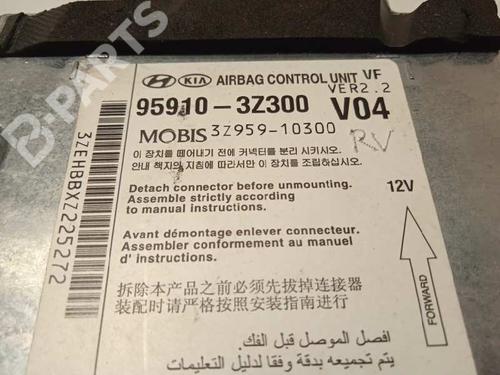 HYUNDAI KIA AIRBAG CONTROL UNIT VF
VER2.2
95910-3Z300 V04
MOBIS 3Z959-10300
RV
이 장치를 떼어내기 전에 커넥터를 분리 시키시오.
안내 책자의 지침에 따라서만 이 장치를 조립하십시오.
Detach connector before unmounting.
Assemble strictly according
to manual instructions.
12V
Avant démontage enlever connecteur.
Assembler conformement au manuel
d'instructions.
FORWARD
拆除本产品之前必须先拔掉连接器
装配时请严格按照安装指南进行
افصل الموصل قبل الفك.
يتم تجميعه بدقة وفقا لدليل التعليمات
3ZEHBBXZ225272
B-PARTS
B-PARTS